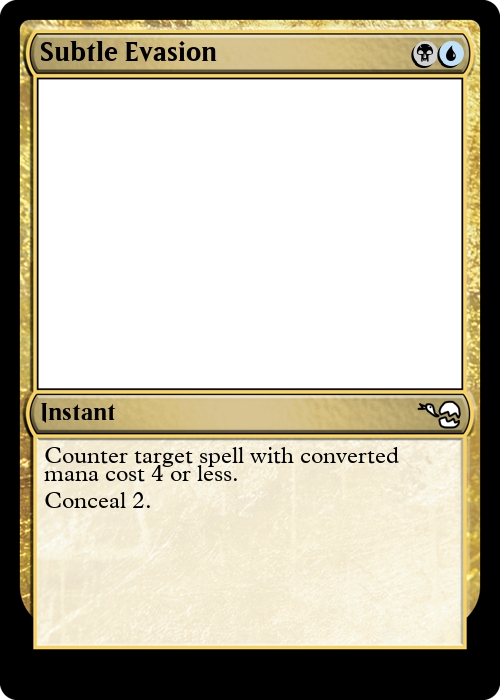 Subtle Evasion
Instant
Counter target spell with converted
mana cost 4 or less.
Conceal 2.